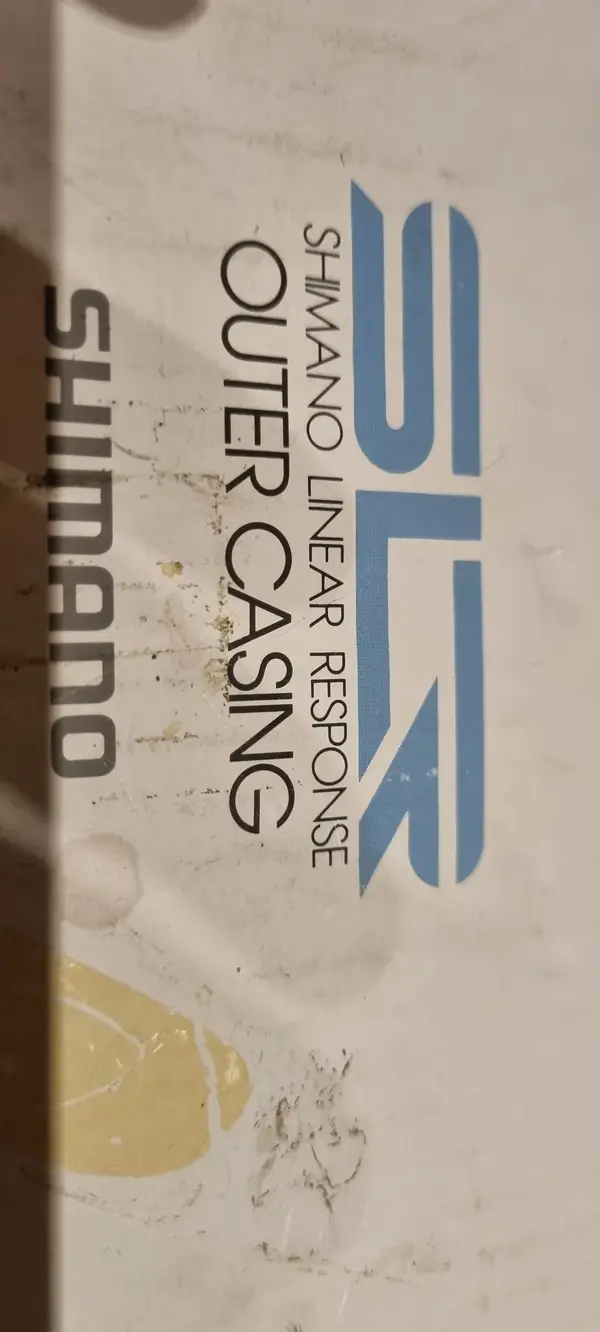 SLR
SHIMANO LINEAR RESPONSE
OUTER CASING
SHIMANO